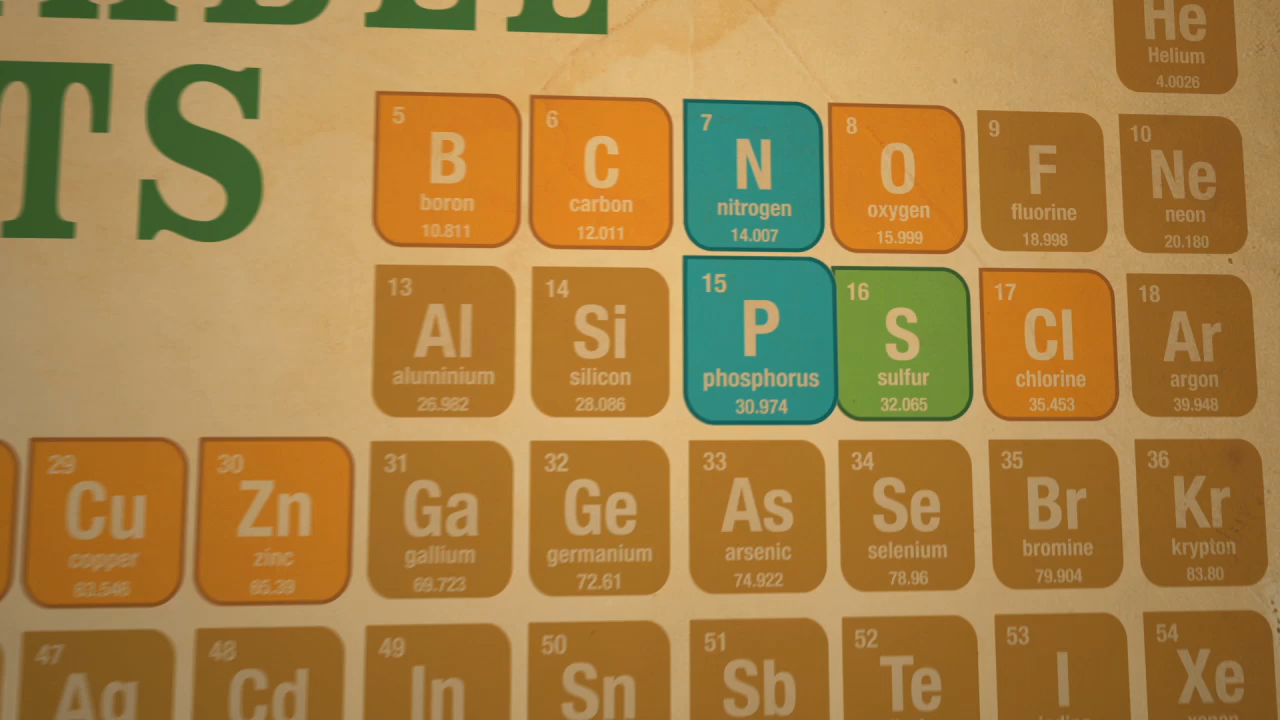 TS
He
Helium
4.0026
5
B
boron
10.811
6
C
carbon
12.011
7
N
nitrogen
14.007
8
O
oxygen
15.999
9
F
fluorine
18.998
10
Ne
neon
20.180
13
Al
aluminium
26.982
14
Si
silicon
28.086
15
P
phosphorus
30.974
16
S
sulfur
32.065
17
Cl
chlorine
35.453
18
Ar
argon
39.948
29
Cu
copper
63.546
30
Zn
zinc
65.39
31
Ga
gallium
69.723
32
Ge
germanium
72.61
33
As
arsenic
74.922
34
Se
selenium
78.96
35
Br
bromine
79.904
36
Kr
krypton
83.80
47
Ag
48
Cd
49
In
50
Sn
51
Sb
52
Te
53
I
54
Xe